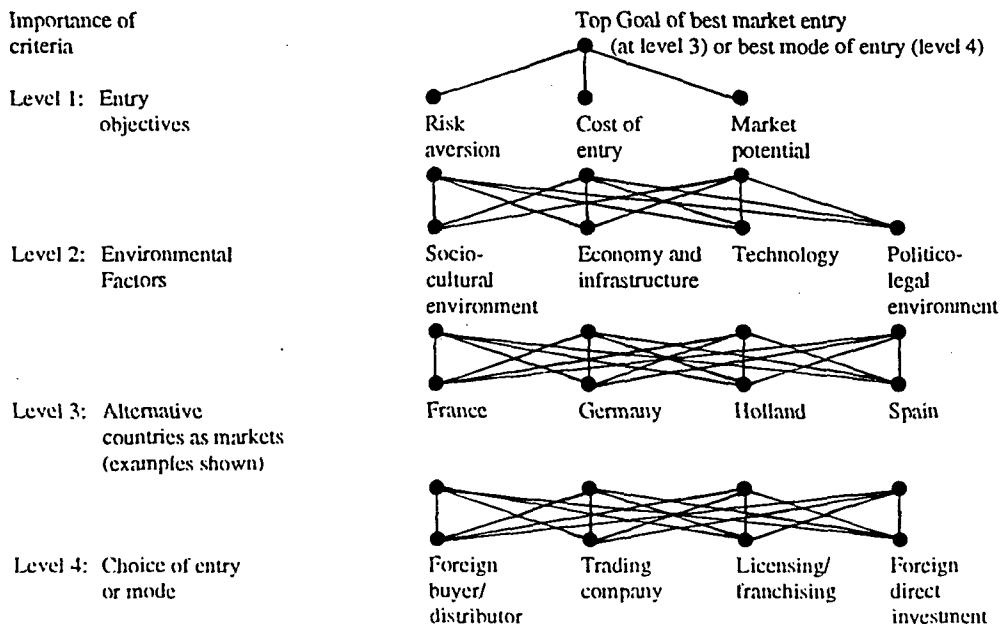 Importance of
criteria
Top Goal of best market entry
(at level 3) or best mode of entry (level 4)
Level 1: Entry
objectives
Risk
aversion
Cost of
entry
Market
potential
Level 2: Environmental
Factors
Socio-
cultural
environment
Economy and
infrastructure
Technology
Politico-
legal
environment
Level 3: Alternative
countries as markets
(examples shown)
France
Germany
Holland
Spain
Level 4: Choice of entry
or mode
Foreign
buyer/
distributor
Trading
company
Licensing/
franchising
Foreign
direct
investment